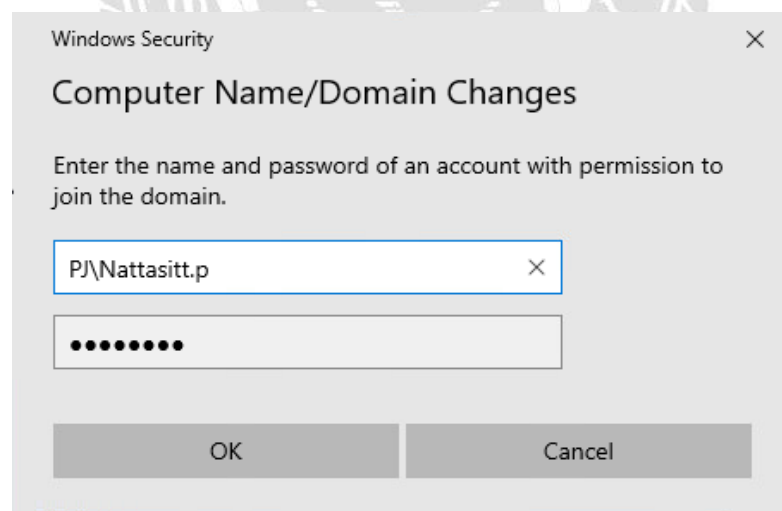 Windows Security
Computer Name/Domain Changes
Enter the name and password of an account with permission to
join the domain.
PJ\Nattasitt.p
●●●●●●●●
OK
Cancel